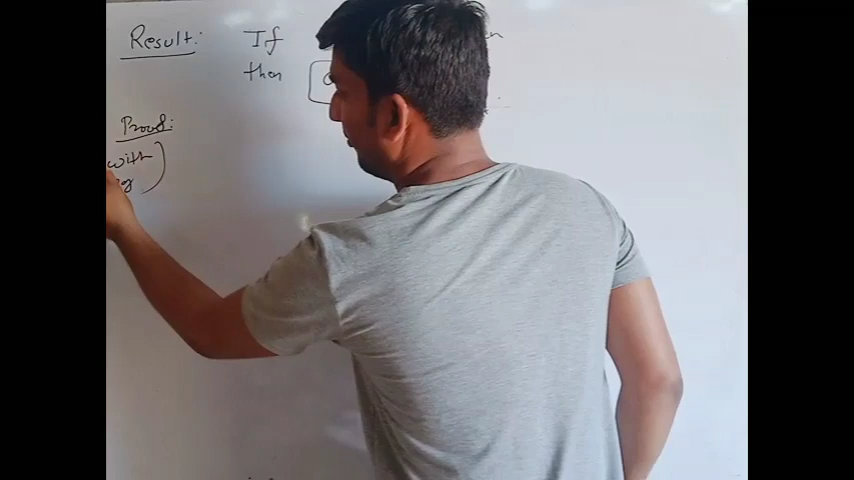 Result: If
then
Proof:
with